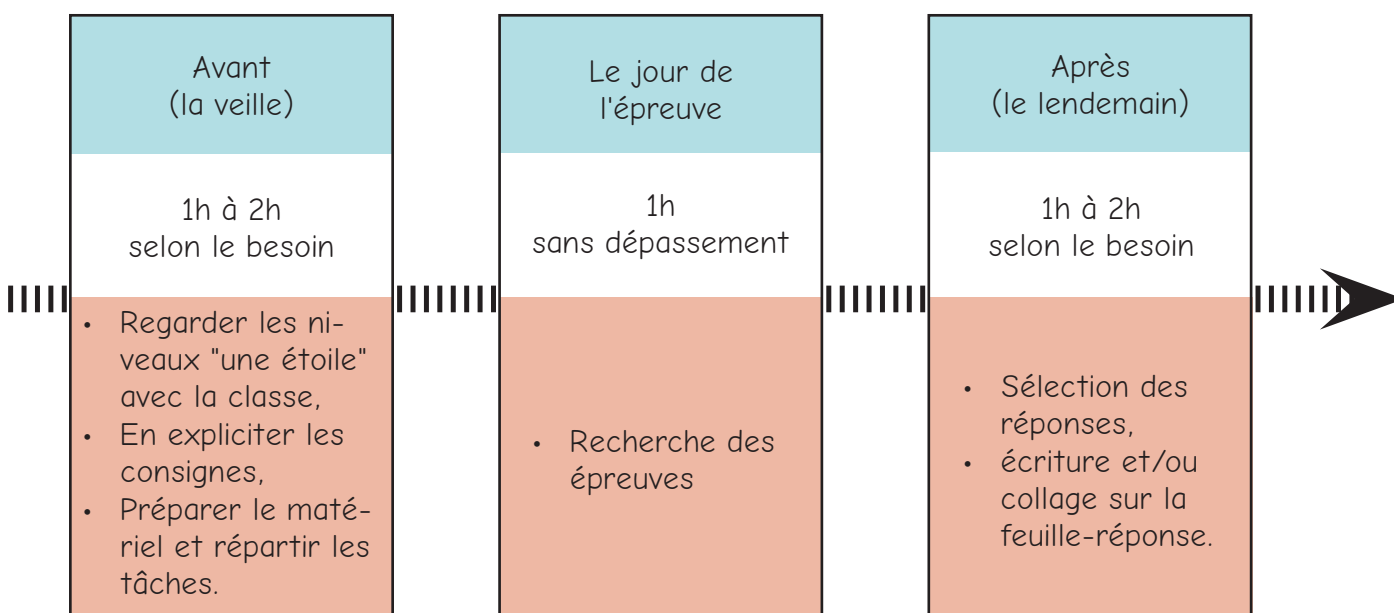 Avant
(la veille)
1h à 2h
selon le besoin
• Regarder les ni-
veaux "une étoile"
avec la classe,
• En expliciter les
consignes,
• Préparer le maté-
riel et répartir les
tâches.
Le jour de
l'épreuve
1h
sans dépassement
• Recherche des
épreuves
Après
(le lendemain)
1h à 2h
selon le besoin
• Sélection des
réponses,
• écriture et/ou
collage sur la
feuille-réponse.